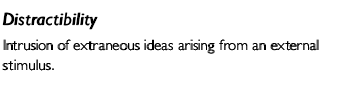 Distractibility
Intrusion of extraneous ideas arising from an external
stimulus.